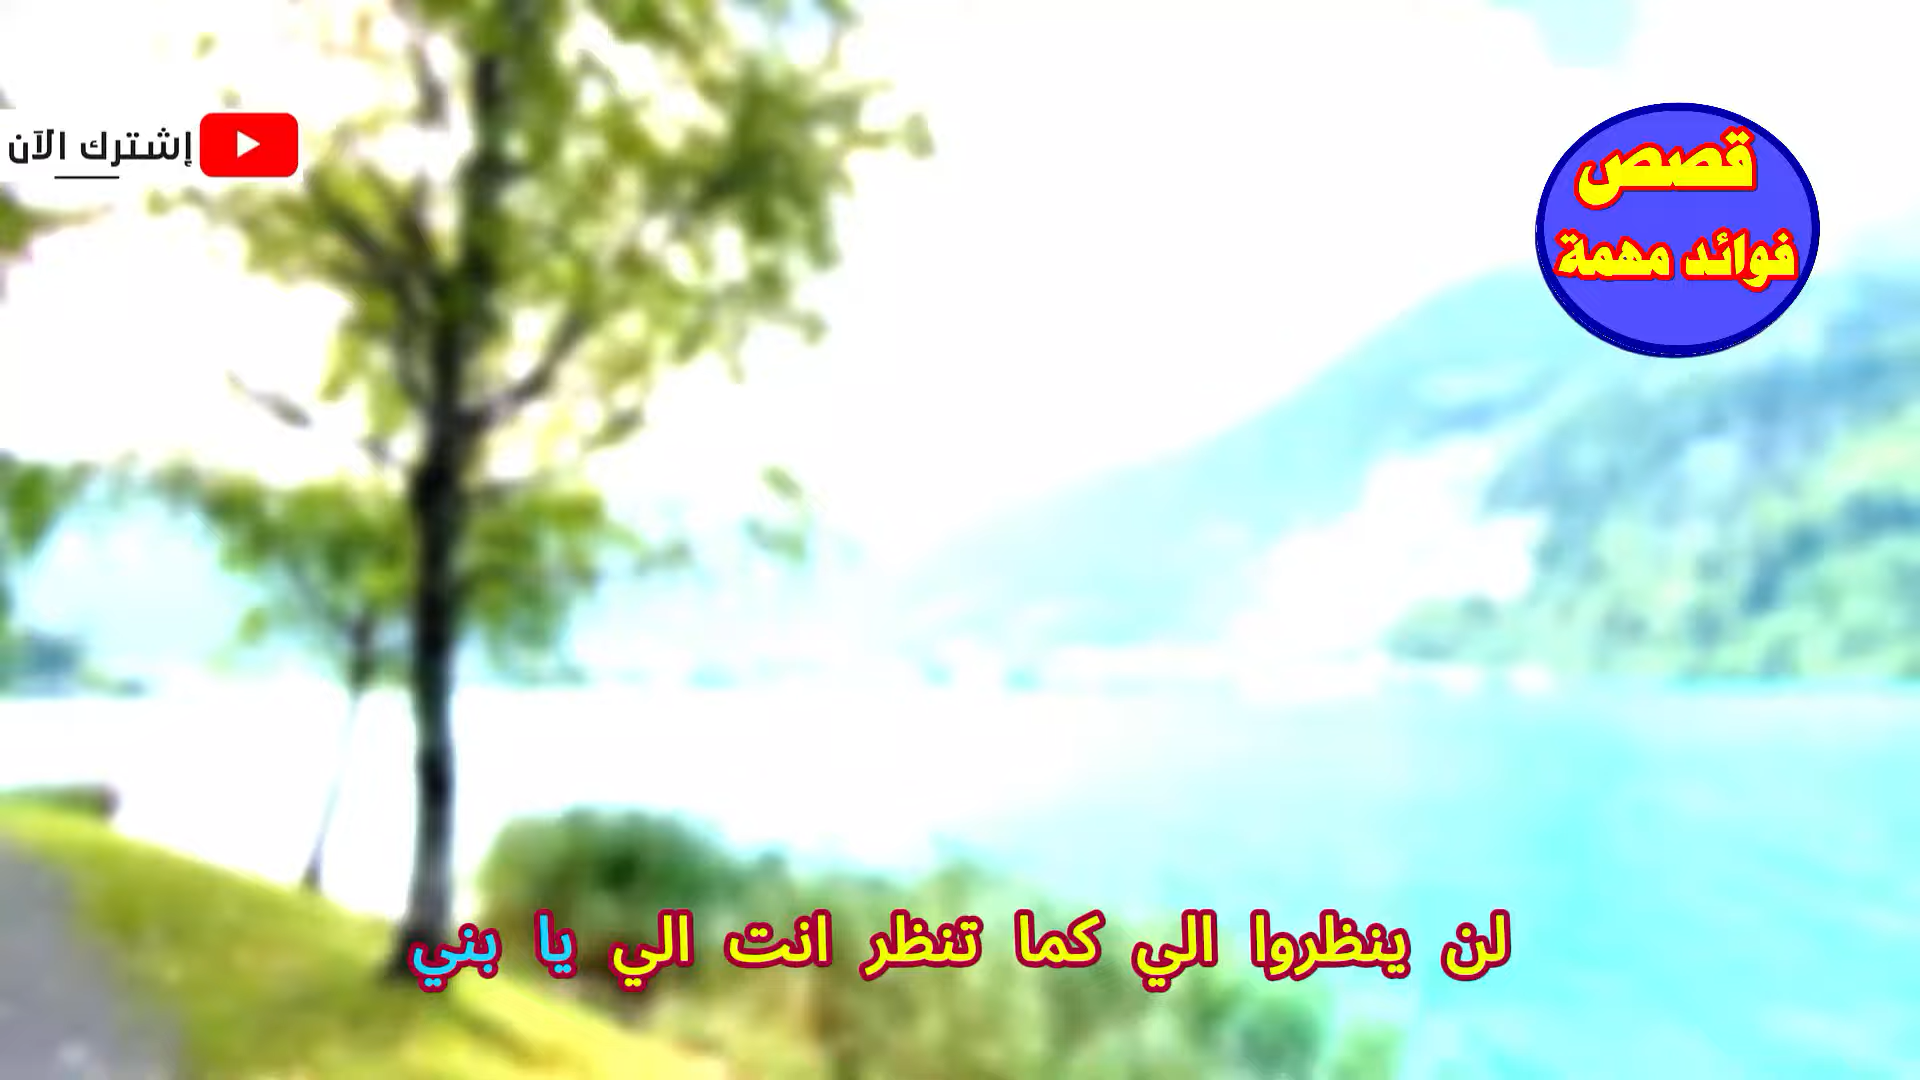 إشترك الآن
قصص
فوائد مهمة
لن ينظروا الي كما تنظر انت الي يا بني